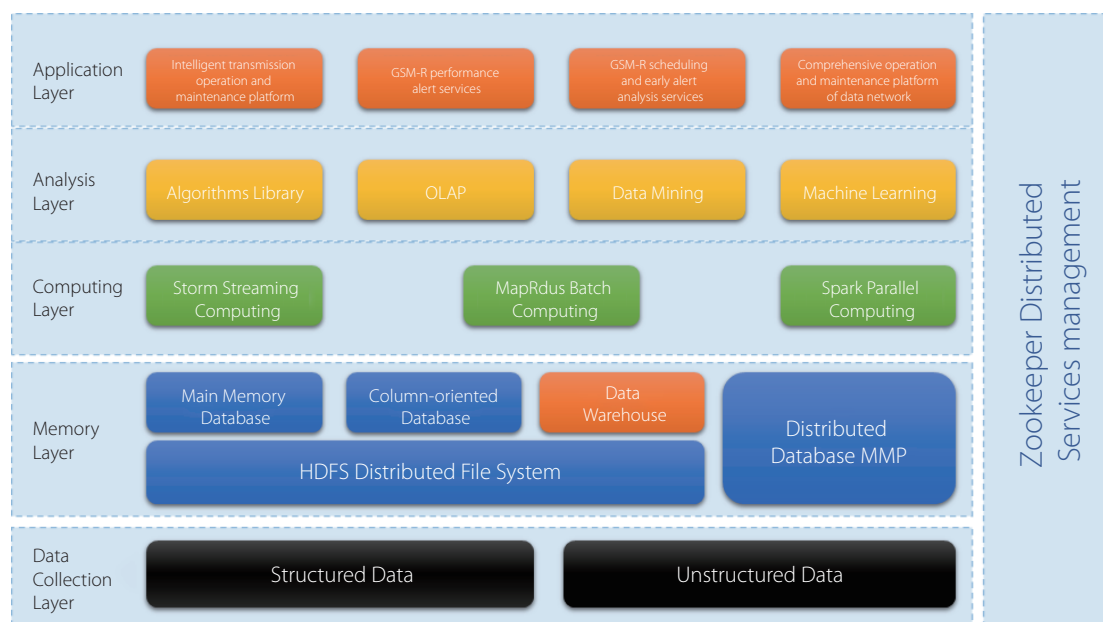 Application
Layer
Intelligent transmission
operation and
maintenance platform
GSM-R performance
alert services
GSM-R scheduling
and early alert
analysis services
Comprehensive operation
and maintenance platform
of data network
Analysis
Layer
Algorithms Library
OLAP
Data Mining
Machine Learning
Computing
Layer
Storm Streaming
Computing
MapRdus Batch
Computing
Spark Parallel
Computing
Memory
Layer
Main Memory
Database
Column-oriented
Database
Data
Warehouse
HDFS Distributed File System
Distributed
Database MMP
Data
Collection
Layer
Structured Data
Unstructured Data
Zookeeper Distributed
Services management